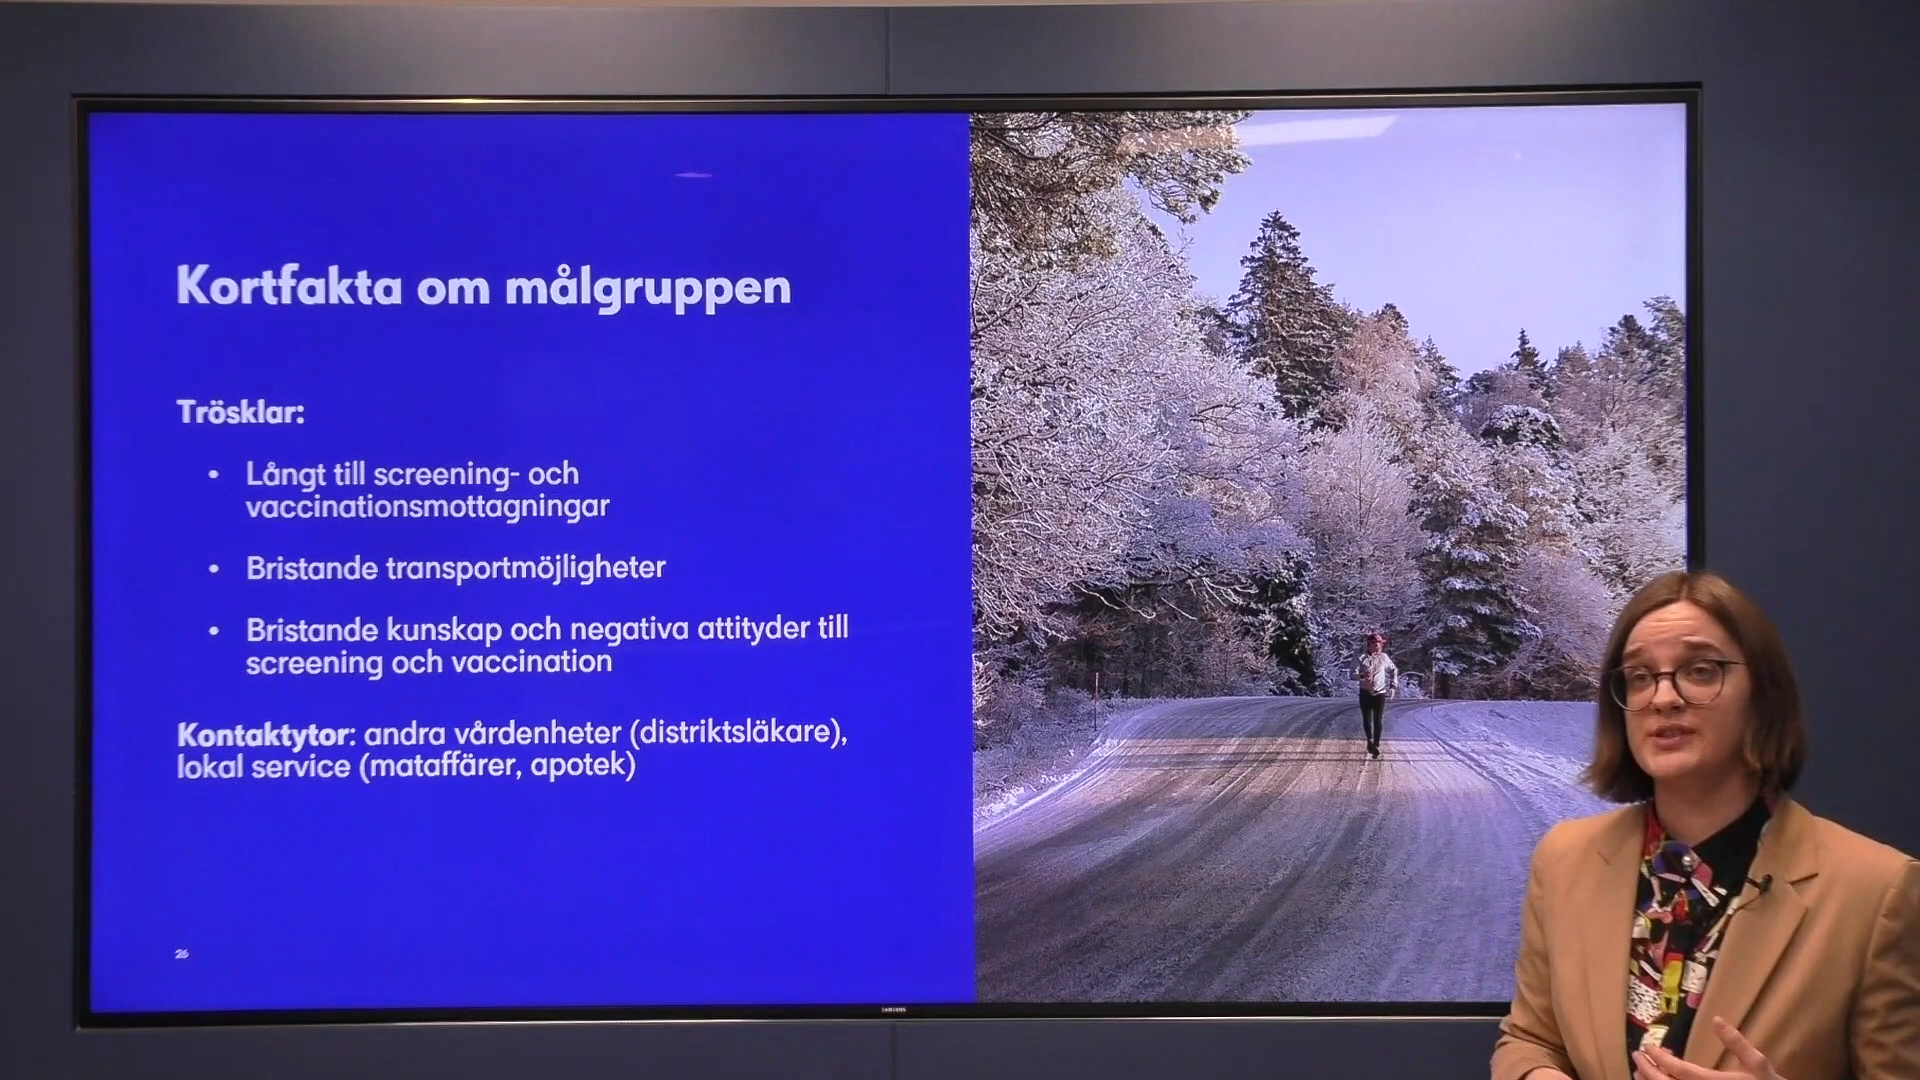 Kortfakta om målgruppen
Trösklar:
• Långt till screening- och
vaccinationsmottagningar
• Bristande transportmöjligheter
• Bristande kunskap och negativa attityder till
screening och vaccination
Kontaktytor: andra vårdenheter (distriktsläkare),
lokal service (mataffärer, apotek)
26
SAMSUNG